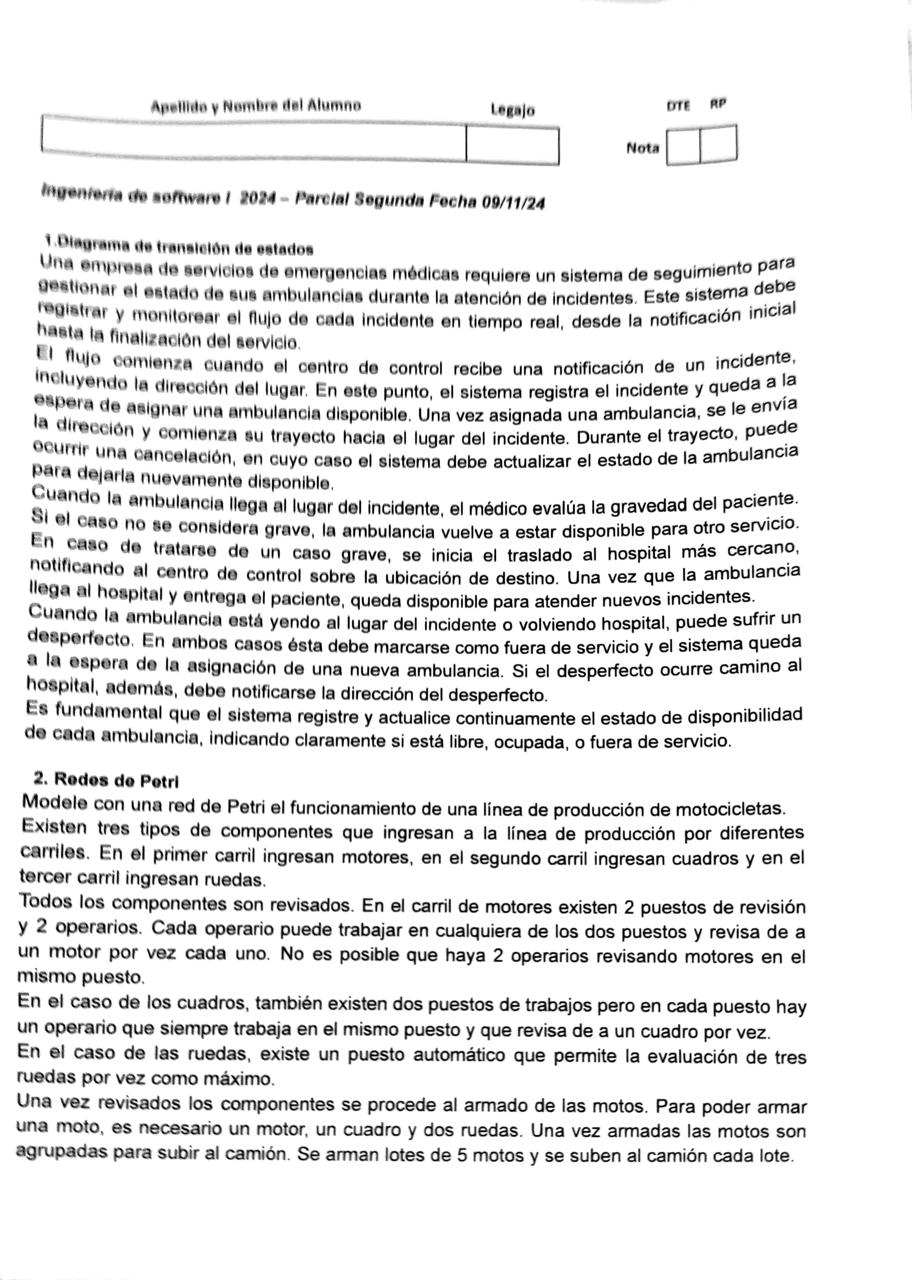 Apellido y Nombre del Alumno Legajo DTE RP
Nota
Ingeniería de software I 2024 – Parcial Segunda Fecha 09/11/24
1.Diagrama de transición de estados
Una empresa de servicios de emergencias médicas requiere un sistema de seguimiento para
gestionar el estado de sus ambulancias durante la atención de incidentes. Este sistema debe
registrar y monitorear el flujo de cada incidente en tiempo real, desde la notificación inicial
hasta la finalización del servicio.
El flujo comienza cuando el centro de control recibe una notificación de un incidente,
incluyendo la dirección del lugar. En este punto, el sistema registra el incidente y queda a la
espera de asignar una ambulancia disponible. Una vez asignada una ambulancia, se le envía
la dirección y comienza su trayecto hacia el lugar del incidente. Durante el trayecto, puede
ocurrir una cancelación, en cuyo caso el sistema debe actualizar el estado de la ambulancia
para dejarla nuevamente disponible.
Cuando la ambulancia llega al lugar del incidente, el médico evalúa la gravedad del paciente.
Si el caso no se considera grave, la ambulancia vuelve a estar disponible para otro servicio.
En caso de tratarse de un caso grave, se inicia el traslado al hospital más cercano,
notificando al centro de control sobre la ubicación de destino. Una vez que la ambulancia
llega al hospital y entrega el paciente, queda disponible para atender nuevos incidentes.
Cuando la ambulancia está yendo al lugar del incidente o volviendo hospital, puede sufrir un
desperfecto. En ambos casos ésta debe marcarse como fuera de servicio y el sistema queda
a la espera de la asignación de una nueva ambulancia. Si el desperfecto ocurre camino al
hospital, además, debe notificarse la dirección del desperfecto.
Es fundamental que el sistema registre y actualice continuamente el estado de disponibilidad
de cada ambulancia, indicando claramente si está libre, ocupada, o fuera de servicio.
2. Redes de Petri
Modele con una red de Petri el funcionamiento de una línea de producción de motocicletas.
Existen tres tipos de componentes que ingresan a la línea de producción por diferentes
carriles. En el primer carril ingresan motores, en el segundo carril ingresan cuadros y en el
tercer carril ingresan ruedas.
Todos los componentes son revisados. En el carril de motores existen 2 puestos de revisión
y 2 operarios. Cada operario puede trabajar en cualquiera de los dos puestos y revisa de a
un motor por vez cada uno. No es posible que haya 2 operarios revisando motores en el
mismo puesto.
En el caso de los cuadros, también existen dos puestos de trabajos pero en cada puesto hay
un operario que siempre trabaja en el mismo puesto y que revisa de a un cuadro por vez.
En el caso de las ruedas, existe un puesto automático que permite la evaluación de tres
ruedas por vez como máximo.
Una vez revisados los componentes se procede al armado de las motos. Para poder armar
una moto, es necesario un motor, un cuadro y dos ruedas. Una vez armadas las motos son
agrupadas para subir al camión. Se arman lotes de 5 motos y se suben al camión cada lote.